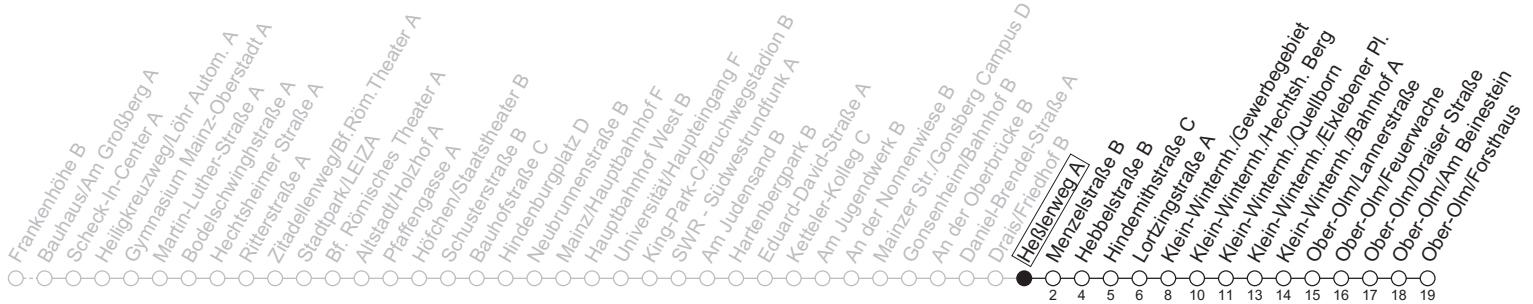 Frankenhöhe B
Bauhaus/Am Großberg A
Scheck-In-Center A
Heiligkreuzweg/Löhr Autom. A
Gymnasium Mainz-Oberstadt A
Martin-Luther-Straße A
Bodelschwinghstraße A
Hechtsheimer Straße A
Ritterstraße A
Zitadellenweg/Bf.Röm.Theater A
Stadtpark/LEIZA
Bf. Römisches Theater A
Altstadt/Holzhof A
Pfaffengasse A
Höfchen/Staatstheater B
Schusterstraße B
Bauhofstraße C
Hindenburgplatz D
Neubrunnenstraße B
Mainz/Hauptbahnhof F
Hauptbahnhof West B
Universität/Haupteingang F
King-Park-C/Bruchwegstadion B
SWR - Südwestrundfunk A
Am Judensand B
Hartenbergpark B
Eduard-David-Straße A
Ketteler-Kolleg C
Am Jugendwerk B
An der Nonnenwiese B
Mainzer Str./Gonsberg Campus D
Gonsenheim/Bahnhof B
An der Oberbrücke B
Daniel-Brendel-Straße A
Drais/Friedhof B
Heßlerweg A
Menzelstraße B
Hebbelstraße B
Hindemithstraße C
Lortzingstraße A
Klein-Winternh./Gewerbegebiet
Klein-Winternh./Hechtsh. Berg
Klein-Winternh./Quellborn
Klein-Winternh./Exlebener Pl.
Klein-Winternh./Bahnhof A
Ober-Olm/Lannerstraße
Ober-Olm/Feuerwache
Ober-Olm/Draiser Straße
Ober-Olm/Am Beinestein
Ober-Olm/Forsthaus
2 4 5 6 8 10 11 13 14 15 16 17 18 19